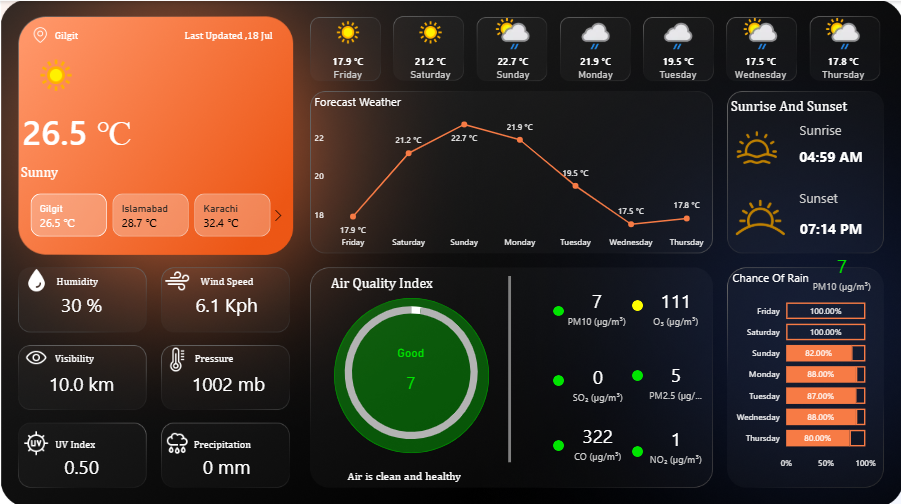 Gilgit
Last Updated ,18 Jul
26.5 °C
Sunny
Gilgit
26.5 °C
Islamabad
28.7 °C
Karachi
32.4 °C
17.9 °C
Friday
21.2 °C
Saturday
22.7 °C
Sunday
21.9 °C
Monday
19.5 °C
Tuesday
17.5 °C
Wednesday
17.8 °C
Thursday
Forecast Weather
22
20
18
17.9 °C
21.2 °C
22.7 °C
21.9 °C
19.5 °C
17.5 °C
17.8 °C
Friday
Saturday
Sunday
Monday
Tuesday
Wednesday
Thursday
Sunrise And Sunset
Sunrise
04:59 AM
Sunset
07:14 PM
Humidity
30 %
Wind Speed
6.1 Kph
Visibility
10.0 km
Pressure
1002 mb
UV
UV Index
0.50
Precipitation
0 mm
Air Quality Index
Good
7
Air is clean and healthy
7
PM10 (μg/m³)
111
O₃ (μg/m³)
0
SO₂ (μg/m³)
5
PM2.5 (μg/...
322
CO (μg/m³)
1
NO₂ (μg/m³)
7
PM10 (μg/m³)
Chance Of Rain
Friday 100.00%
Saturday 100.00%
Sunday 82.00%
Monday 88.00%
Tuesday 87.00%
Wednesday 88.00%
Thursday 80.00%
0% 50% 100%